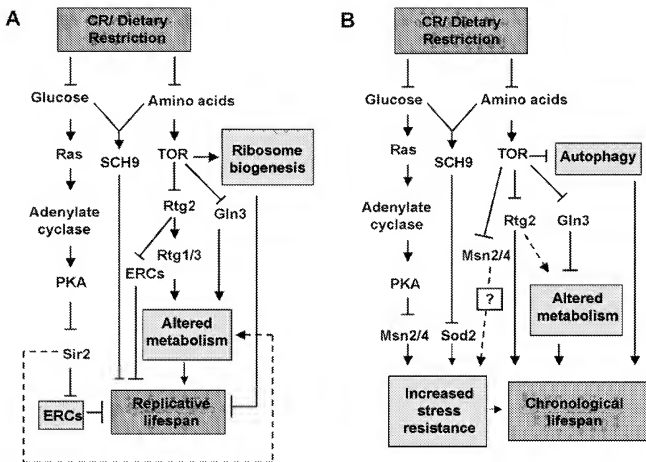 A
CR/ Dietary
Restriction
Glucose
Amino acids
Ras
SCH9
TOR
Ribosome
biogenesis
Adenylate
cyclase
Rtg2
Gln3
ERCs
Rtg1/3
PKA
Altered
metabolism
Sir2
ERCs
Replicative
lifespan
B
CR/ Dietary
Restriction
Glucose
Amino acids
Ras
SCH9
TOR
Autophagy
Adenylate
cyclase
Rtg2
Gln3
Msn2/4
PKA
?
Altered
metabolism
Msn2/4
Sod2
Increased
stress
resistance
Chronological
lifespan